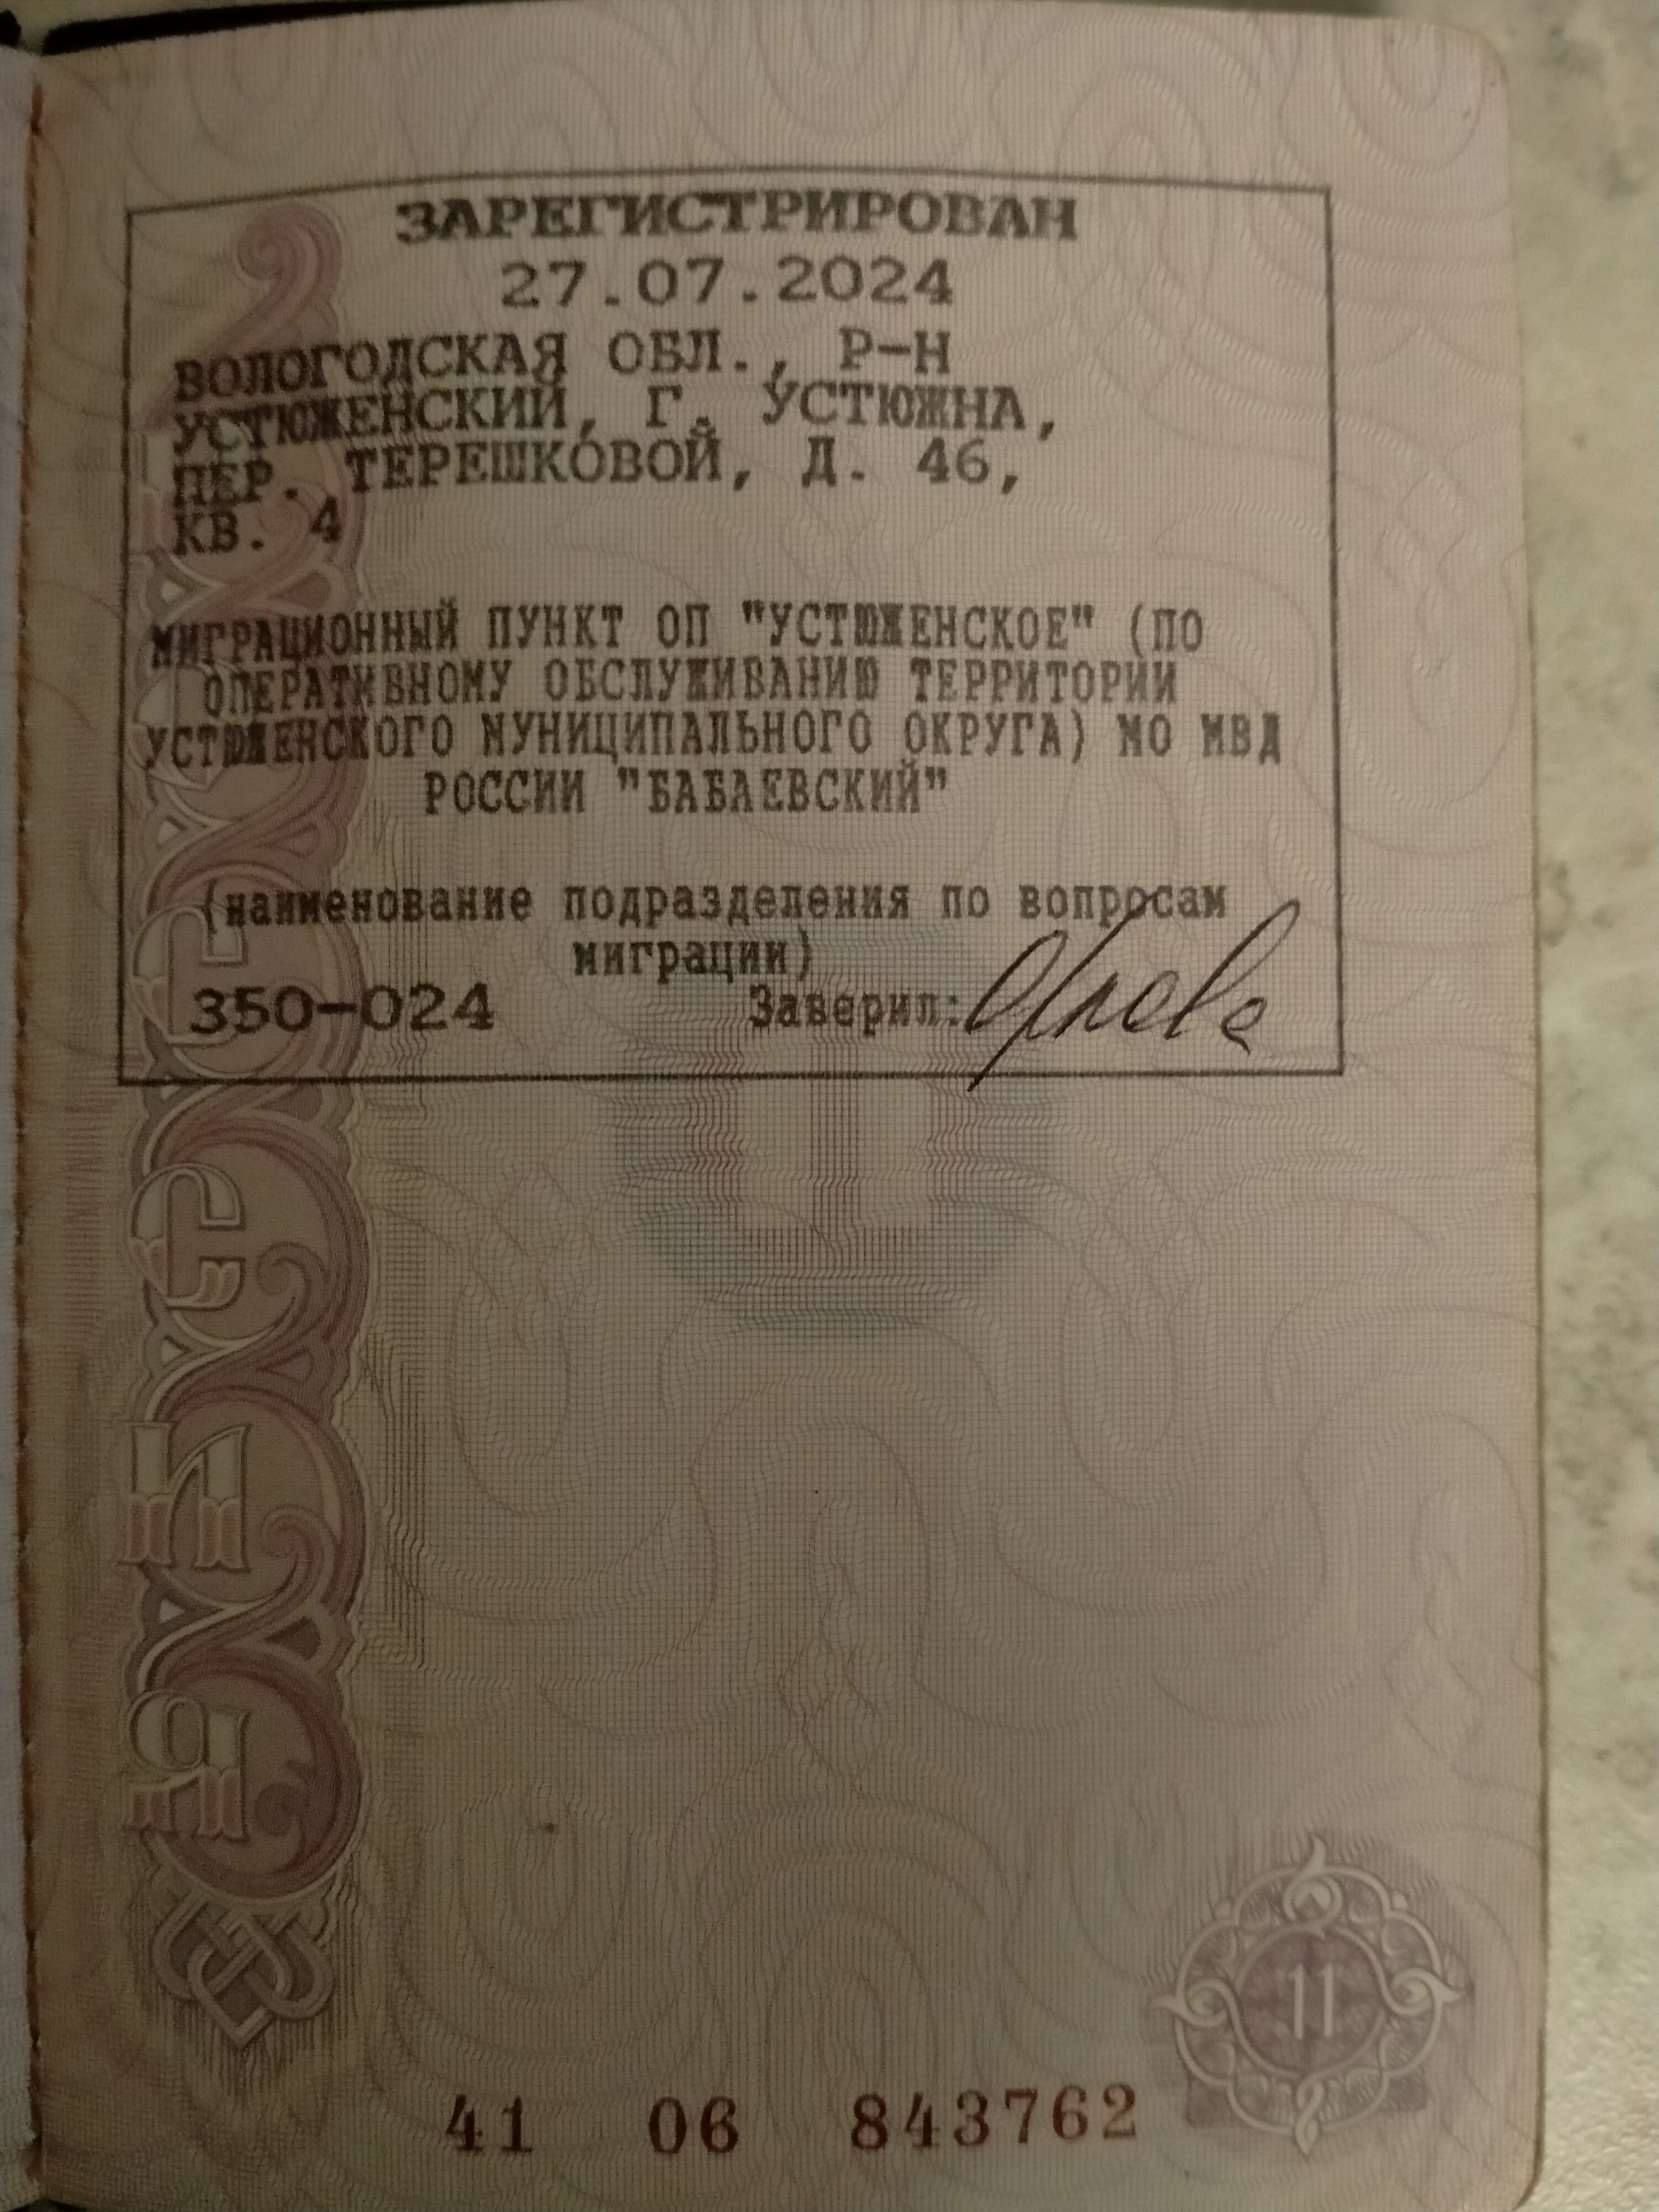 ЗАРЕГИСТРИРОВАН
27.07.2024
ВОЛОГОДСКАЯ ОБЛ., Р-Н
УСТЮЖЕНСКИЙ, Г. УСТЮЖНА,
ПЕР. ТЕРЕШКОВОЙ, Д. 46,
КВ. 4
МИГРАЦИОННЫЙ ПУНКТ ОП "УСТЮЖЕНСКОЕ" (ПО
ОПЕРАТИВНОМУ ОБСЛУЖИВАНИЮ ТЕРРИТОРИИ
УСТЮЖЕНСКОГО МУНИЦИПАЛЬНОГО ОКРУГА) МО МВД
РОССИИ "БАБАЕВСКИЙ"
(наименование подразделения по вопросам
миграции)
350-024 Заверил:
11
41 06 843762